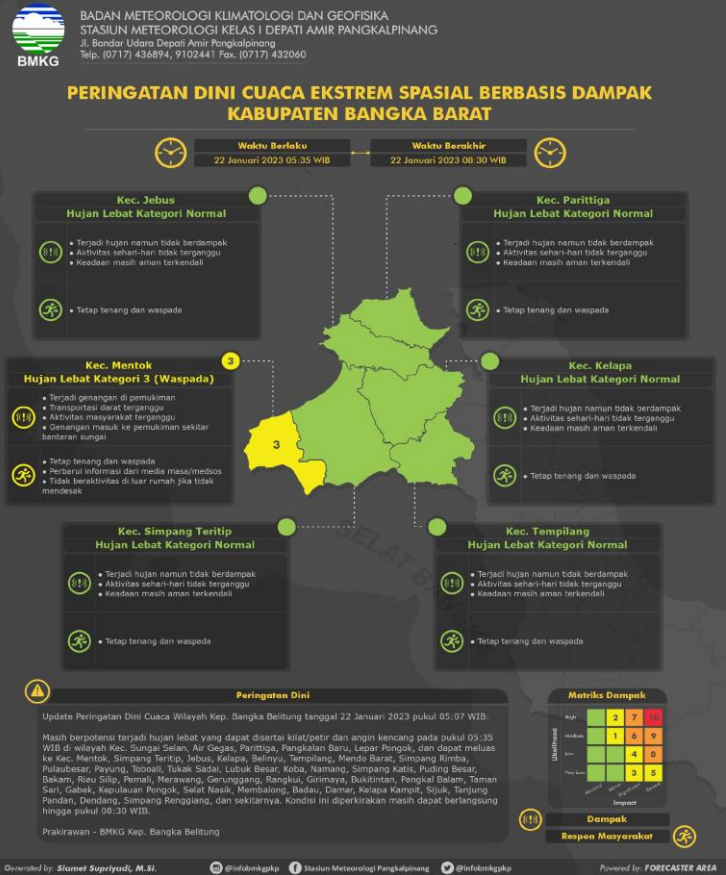 BADAN METEOROLOGI KLIMATOLOGI DAN GEOFISIKA
STASIUN METEOROLOGI KELAS I DEPATI AMIR PANGKALPINANG
Jl. Bandar Udara Depati Amir Pangkalpinang
Telp. (0717) 436894, 9102441 Fax. (0717) 432060
BMKG
PERINGATAN DINI CUACA EKSTREM SPASIAL BERBASIS DAMPAK
KABUPATEN BANGKA BARAT
Waktu Berlaku
22 Januari 2023 05:35 WIB
Waktu Berakhir
22 Januari 2023 08:30 WIB
Kec. Jebus
Hujan Lebat Kategori Normal
• Terjadi hujan namun tidak berdampak
• Aktivitas sehari-hari tidak terganggu
• Keadaan masih aman terkendali
• Tetap tenang dan waspada
Kec. Parittiga
Hujan Lebat Kategori Normal
• Terjadi hujan namun tidak berdampak
• Aktivitas sehari-hari tidak terganggu
• Keadaan masih aman terkendali
• Tetap tenang dan waspada
Kec. Mentok
Hujan Lebat Kategori 3 (Waspada)
3
• Terjadi genangan di pemukiman
• Transportasi darat terganggu
• Aktivitas masyarakat terganggu
• Genangan masuk ke pemukiman sekitar
bantaran sungai
• Tetap tenang dan waspada
• Perbarui informasi dari media masa/medsos
• Tidak beraktivitas di luar rumah jika tidak
mendesak
3
Kec. Kelapa
Hujan Lebat Kategori Normal
• Terjadi hujan namun tidak berdampak
• Aktivitas sehari-hari tidak terganggu
• Keadaan masih aman terkendali
• Tetap tenang dan waspada
Kec. Simpang Teritip
Hujan Lebat Kategori Normal
• Terjadi hujan namun tidak berdampak
• Aktivitas sehari-hari tidak terganggu
• Keadaan masih aman terkendali
• Tetap tenang dan waspada
Kec. Tempilang
Hujan Lebat Kategori Normal
• Terjadi hujan namun tidak berdampak
• Aktivitas sehari-hari tidak terganggu
• Keadaan masih aman terkendali
• Tetap tenang dan waspada
SELAT
Peringatan Dini
Update Peringatan Dini Cuaca Wilayah Kep. Bangka Belitung tanggal 22 Januari 2023 pukul 05:07 WIB:
Masih berpotensi terjadi hujan lebat yang dapat disertai kilat/petir dan angin kencang pada pukul 05:35
WIB di wilayah Kec. Sungai Selan, Air Gegas, Parittiga, Pangkalan Baru, Lepar Pongok, dan dapat meluas
ke Kec. Mentok, Simpang Teritip, Jebus, Kelapa, Belinyu, Tempilang, Mendo Barat, Simpang Rimba,
Pulaubesar, Payung, Toboali, Tukak Sadai, Lubuk Besar, Koba, Namang, Simpang Katis, Puding Besar,
Bakam, Riau Silip, Pemali, Merawang, Gerunggang, Rangkui, Girimaya, Bukitintan, Pengkal Balam, Taman
Sari, Gabek, Kepulauan Pongok, Selat Nasik, Membalong, Badau, Damar, Kelapa Kampit, Sijuk, Tanjung
Pandan, Dendang, Simpang Renggiang, dan sekitarnya. Kondisi ini diperkirakan masih dapat berlangsung
hingga pukul 08:30 WIB.
Prakirawan - BMKG Kep. Bangka Belitung
Matriks Dampak
Likelihood
High 2 7 10
Medium 1 6 9
Low 4 8
Very Low 3 5
Minimal Minor Significant Severe
Impact
Dampak
Respon Masyarakat
Generated by: Slamet Supriyadi, M.Si.
@infobmkgpkp
Stasiun Meteorologi Pangkalpinang
@infobmkgpkp
Powered by: FORECASTER AREA